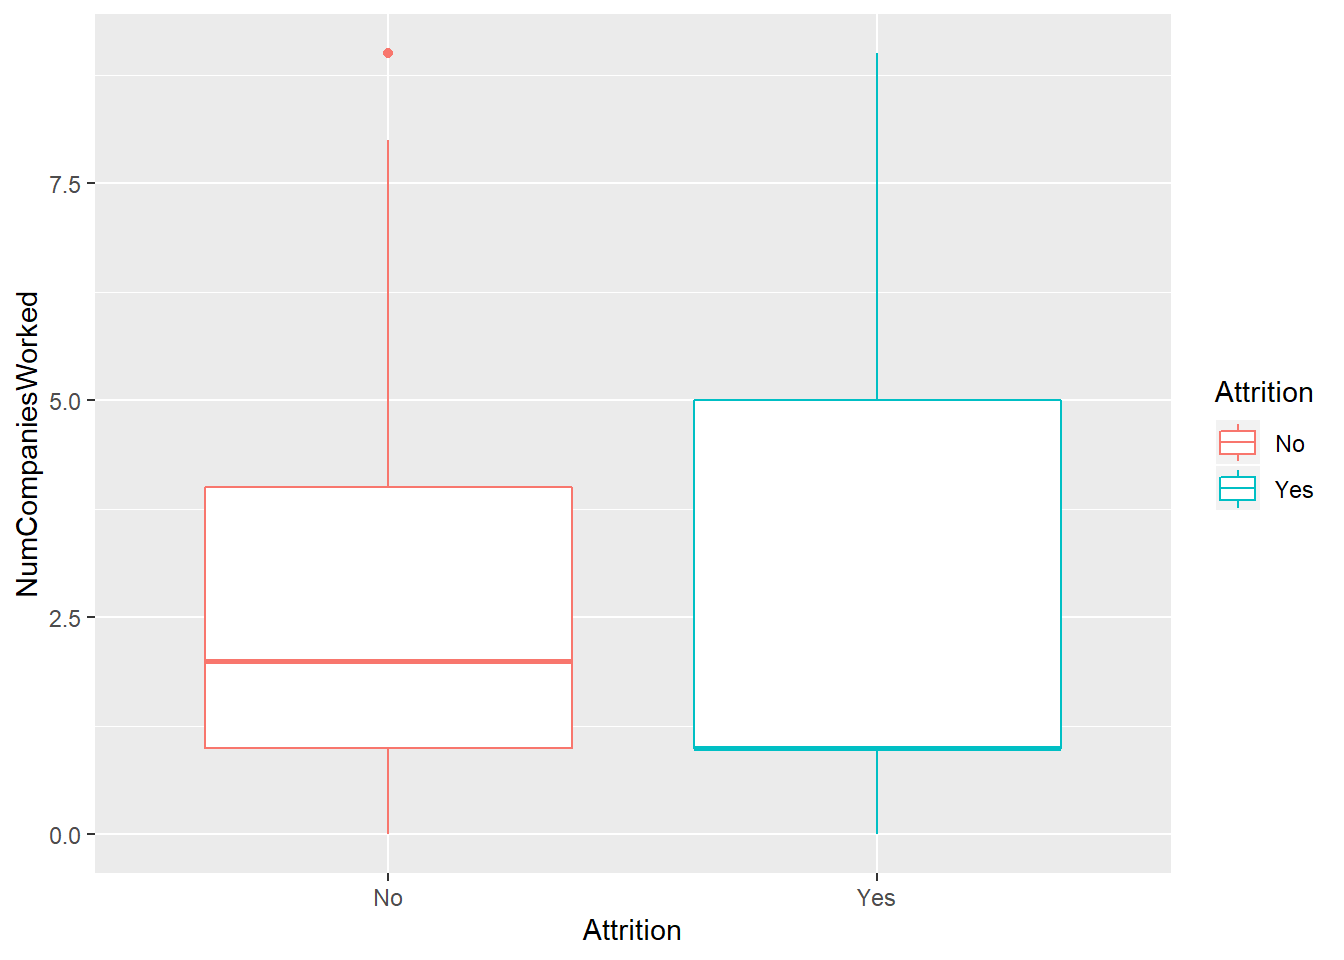 NumCompaniesWorked
7.5
5.0
2.5
0.0
No
Yes
Attrition
Attrition
No
Yes